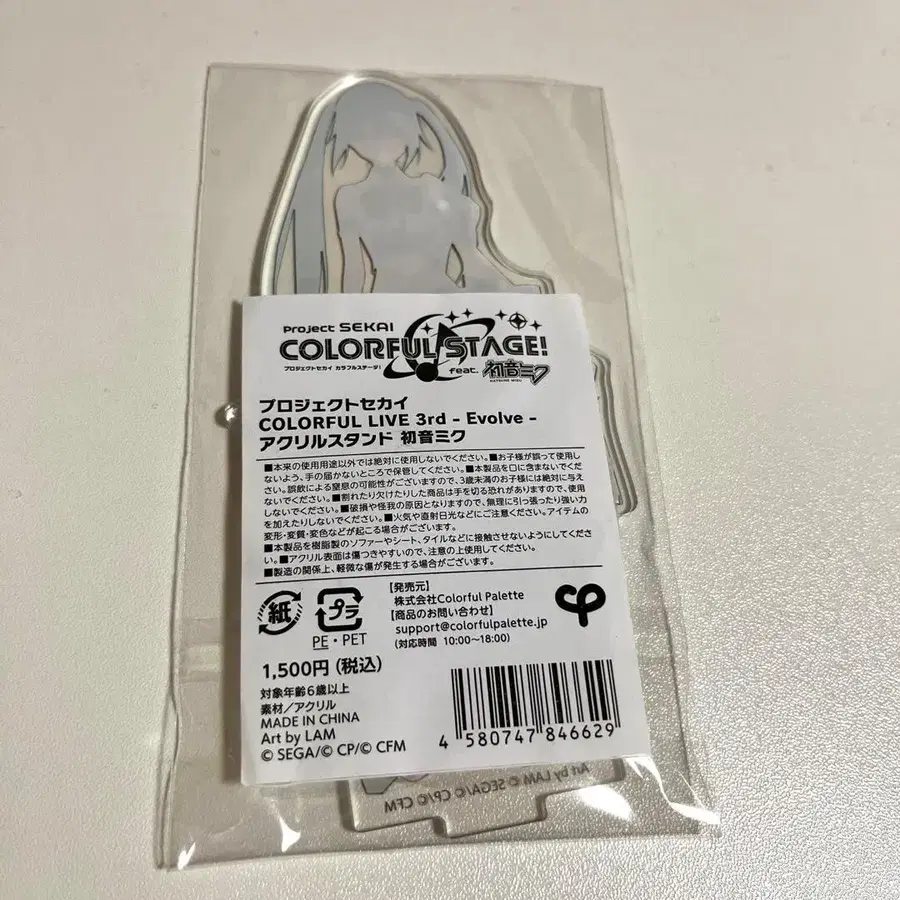 Project SEKAI
COLORFUL STAGE!
プロジェクトセカイ カラフルステージ!
feat. 初音ミク
HATSUNE MIKU
プロジェクトセカイ
COLORFUL LIVE 3rd - Evolve -
アクリルスタンド 初音ミク
■本来の使用用途以外では絶対に使用しないでください。■お子様が誤って使用し
ないよう、手の届かないところで保管してください。■本製品を口に含まないでくだ
さい。誤飲による窒息の可能性がございますので、3歳未満のお子様には絶対に与え
ないでください。■割れたり欠けたりした商品は手を切る恐れがありますので、使用
しないでください。■破損や怪我の原因となりますので、無理に引っ張ったり強い力
を加えたりしないでください。■火気や直射日光などにご注意ください。アイテムの
変形・変質・変色などが起こる場合がございます。
■本製品を樹脂製のソファーやシート、タイルなどに接触させないようにしてくださ
い。■アクリル表面は傷つきやすいので、注意の上使用してください。
■製造の関係上、軽微な傷が発生する場合がございます。
紙
プラ
PE・PET
【発売元】
株式会社Colorful Palette
【商品のお問い合わせ】
support@colorfulpalette.jp
(対応時間 10:00~18:00)
1,500円(税込)
対象年齢6歳以上
素材/アクリル
MADE IN CHINA
Art by LAM
© SEGA/© CP/© CFM
4 580747 846629
Art by LAM © SEGA/© CP/© CFM